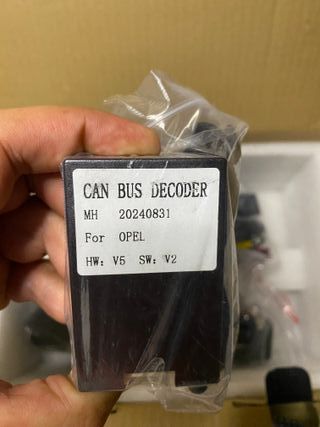 CAN BUS DECODER
MH 20240831
For OPEL
HW: V5 SW: V2